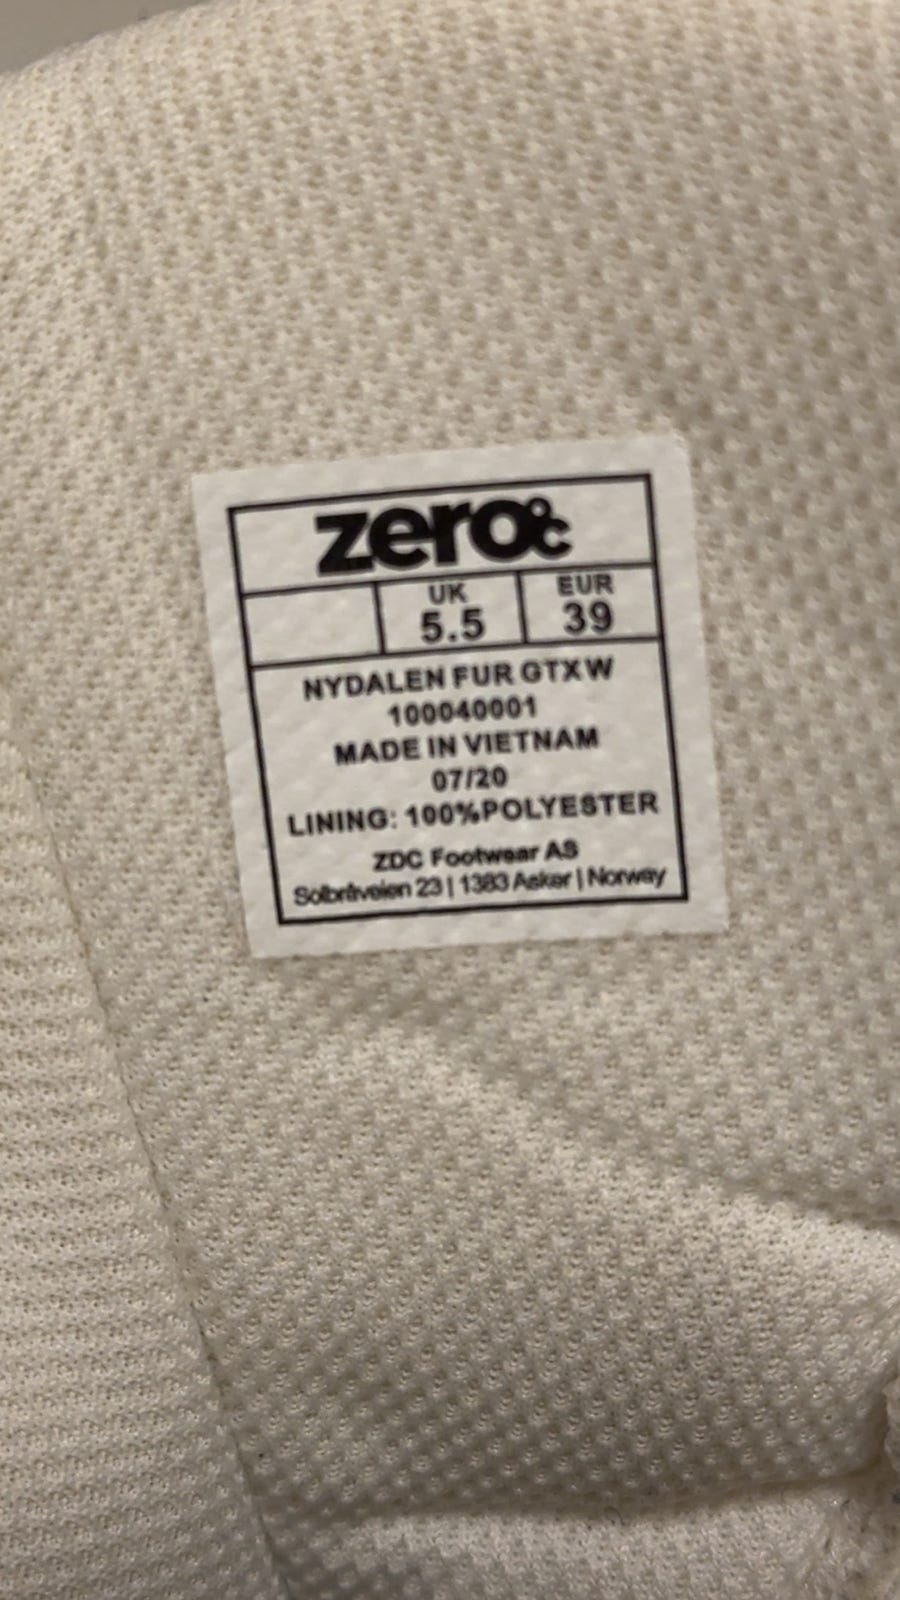 zero°c
UK EUR
5.5 39
NYDALEN FUR GTX W
100040001
MADE IN VIETNAM
07/20
LINING: 100%POLYESTER
ZDC Footwear AS
Solbråveien 23 | 1383 Asker | Norway